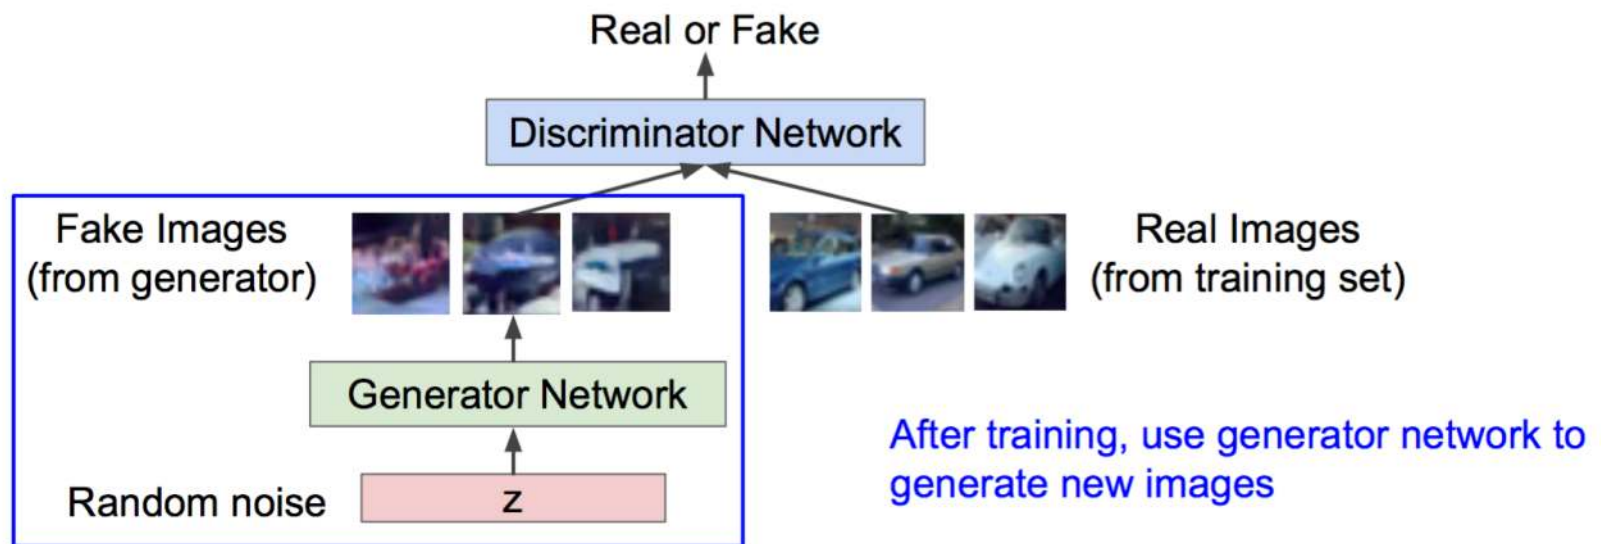 Real or Fake
Discriminator Network
Fake Images
(from generator)
Real Images
(from training set)
Generator Network
After training, use generator network to
generate new images
Random noise
z